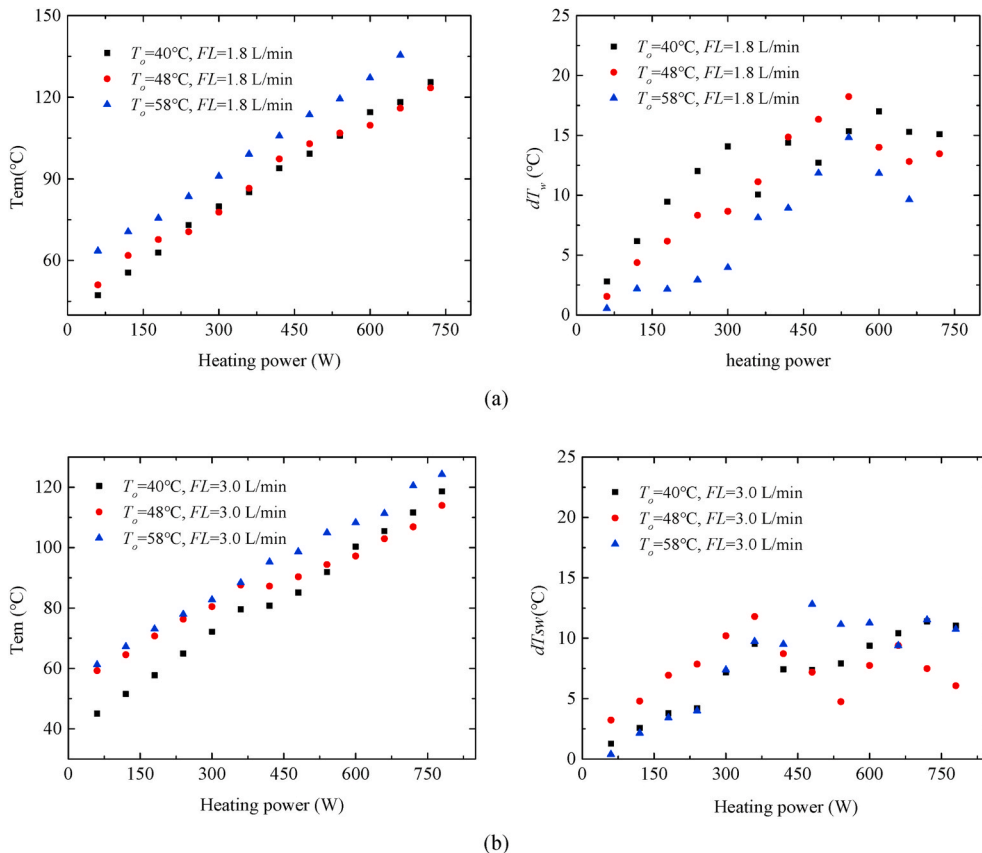 150
120
90
60
Tem(°C)
T_o=40°C, FL=1.8 L/min
T_o=48°C, FL=1.8 L/min
T_o=58°C, FL=1.8 L/min
0 150 300 450 600 750
Heating power (W)
25
20
15
10
5
0
dT_w (°C)
T_o=40°C, FL=1.8 L/min
T_o=48°C, FL=1.8 L/min
T_o=58°C, FL=1.8 L/min
0 150 300 450 600 750
heating power
(a)
120
100
80
60
40
Tem (°C)
T_o=40°C, FL=3.0 L/min
T_o=48°C, FL=3.0 L/min
T_o=58°C, FL=3.0 L/min
0 150 300 450 600 750
Heating power (W)
25
20
15
10
5
0
dTsw(°C)
T_o=40°C, FL=3.0 L/min
T_o=48°C, FL=3.0 L/min
T_o=58°C, FL=3.0 L/min
0 150 300 450 600 750
Heating power (W)
(b)